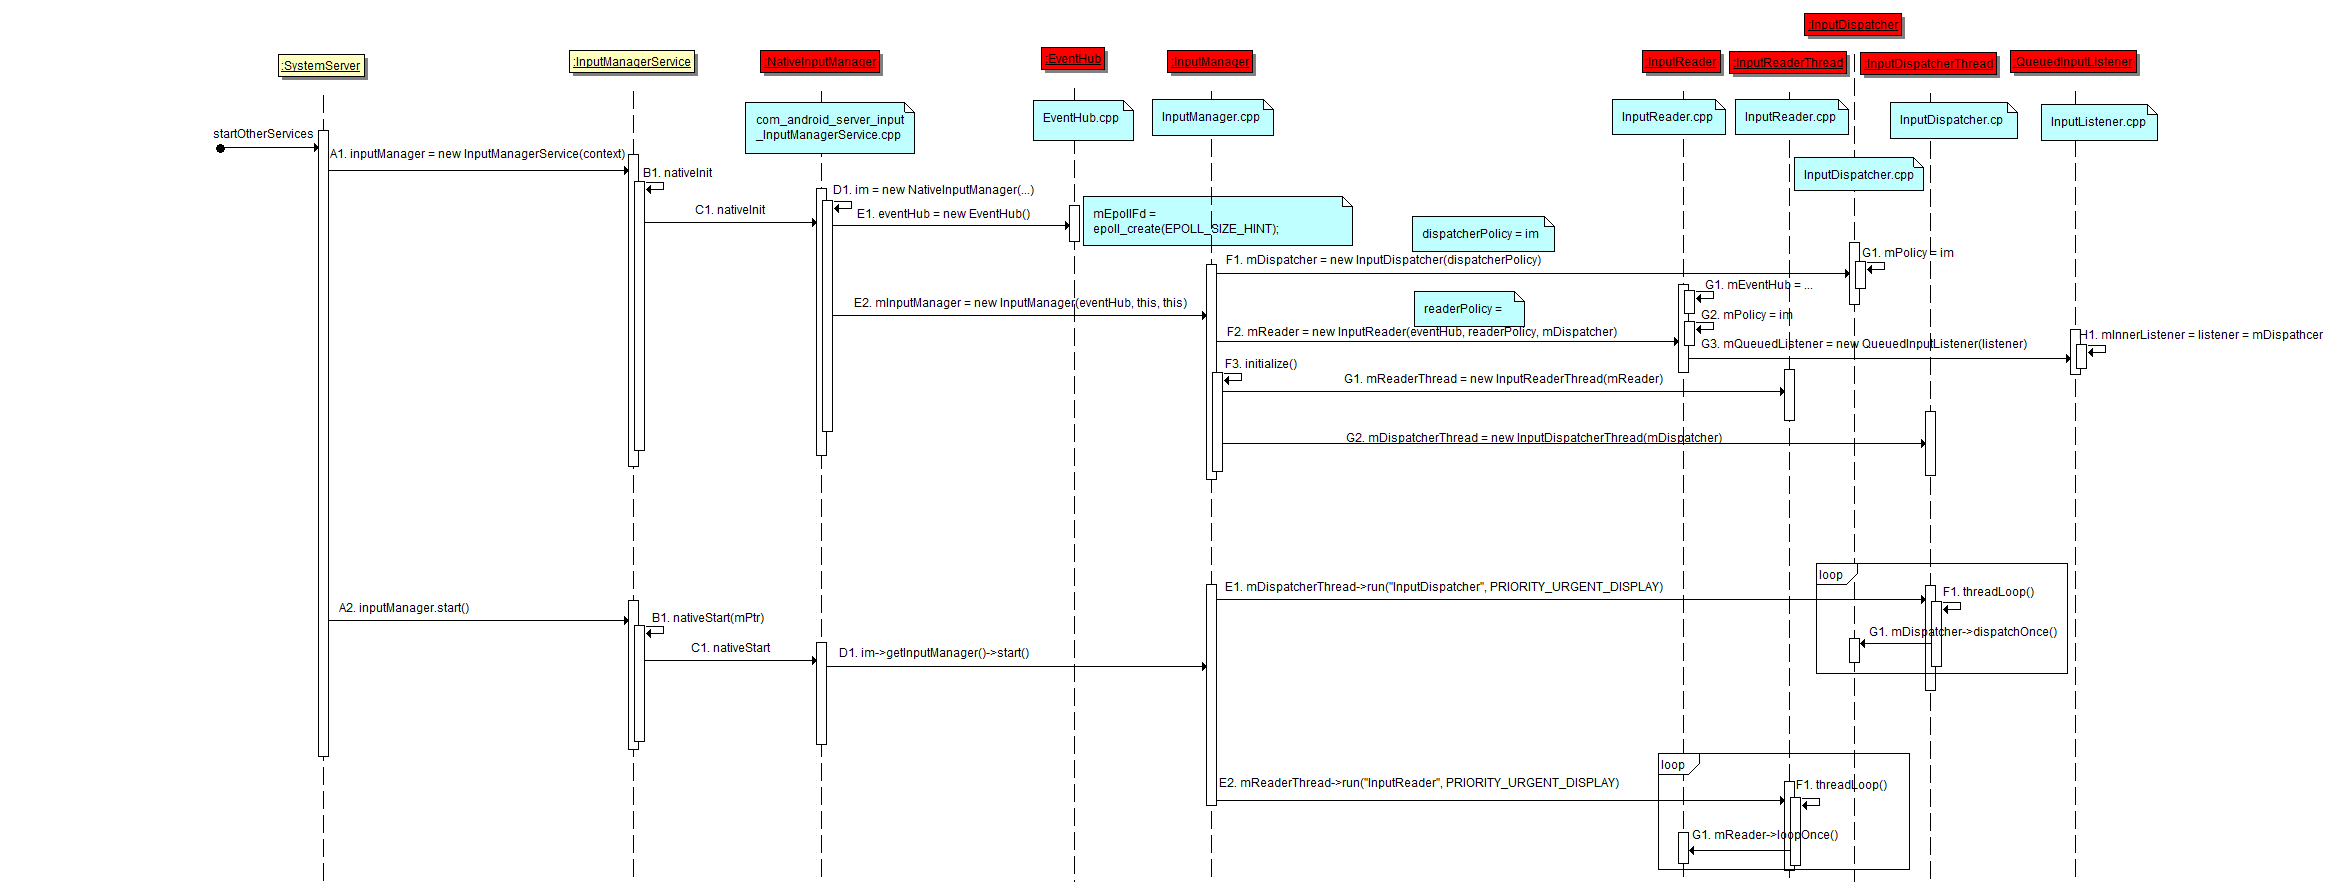 :InputDispatcher
:SystemServer
:InputManagerService
:NativeInputManager
:EventHub
:InputManager
:InputReader
:InputReaderThread
:InputDispatcherThread
:QueuedInputListener
com_android_server_input
_InputManagerService.cpp
EventHub.cpp
InputManager.cpp
InputReader.cpp
InputReader.cpp
InputDispatcher.cp
InputListener.cpp
InputDispatcher.cpp
startOtherServices
A1. inputManager = new InputManagerService(context)
B1. nativeInit
C1. nativeInit
D1. im = new NativeInputManager(...)
E1. eventHub = new EventHub()
mEpollFd =
epoll_create(EPOLL_SIZE_HINT);
dispatcherPolicy = im
F1. mDispatcher = new InputDispatcher(dispatcherPolicy)
G1. mPolicy = im
E2. mInputManager = new InputManager(eventHub, this, this)
readerPolicy =
G1. mEventHub = ...
G2. mPolicy = im
F2. mReader = new InputReader(eventHub, readerPolicy, mDispatcher)
G3. mQueuedListener = new QueuedInputListener(listener)
H1. mInnerListener = listener = mDispathcer
F3. initialize()
G1. mReaderThread = new InputReaderThread(mReader)
G2. mDispatcherThread = new InputDispatcherThread(mDispatcher)
loop
E1. mDispatcherThread->run("InputDispatcher", PRIORITY_URGENT_DISPLAY)
F1. threadLoop()
A2. inputManager.start()
B1. nativeStart(mPtr)
G1. mDispatcher->dispatchOnce()
C1. nativeStart
D1. im->getInputManager()->start()
loop
E2. mReaderThread->run("InputReader", PRIORITY_URGENT_DISPLAY)
F1. threadLoop()
G1. mReader->loopOnce()